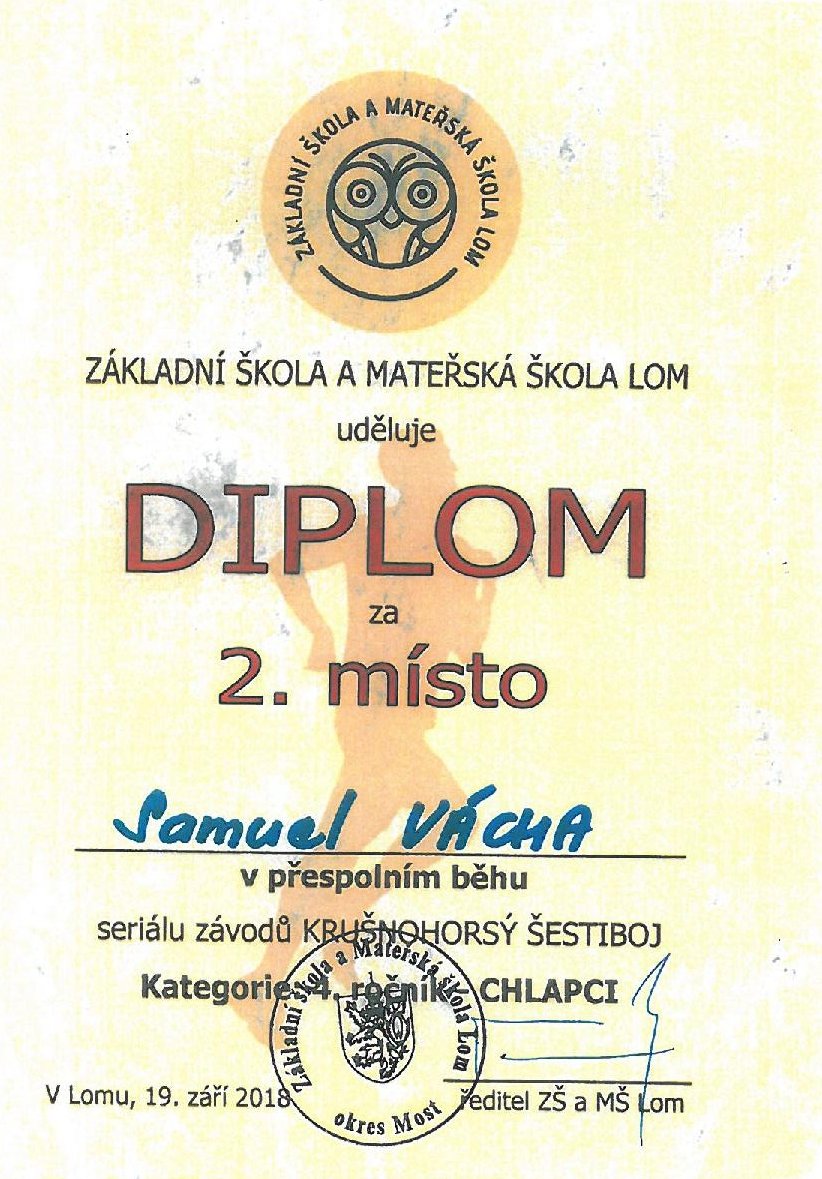 ZÁKLADNÍ ŠKOLA A MATEŘSKÁ ŠKOLA LOM
ZÁKLADNÍ ŠKOLA A MATEŘSKÁ ŠKOLA LOM
uděluje
DIPLOM
za
2. místo
Samuel VÁCHA
v přespolním běhu
seriálu závodů KRUŠNOHORSÝ ŠESTIBOJ
Kategorie: 4. ročník CHLAPCI
Základní škola a Mateřská škola Lom
okres Most
V Lomu, 19. září 2018
ředitel ZŠ a MŠ Lom